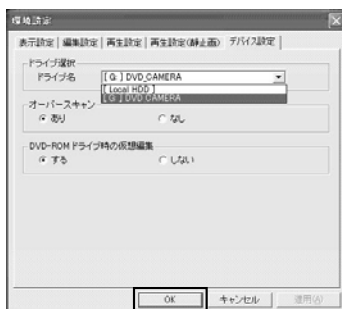 環境設定
表示設定 編集設定 再生設定 再生設定(静止画) デバイス設定
ドライブ選択
ドライブ名 [ G: ] DVD_CAMERA
[ Local HDD ]
[ G: ] DVD_CAMERA
オーバースキャン
あり なし
DVD-ROMドライブ時の仮想編集
する しない
OK キャンセル 適用(A)